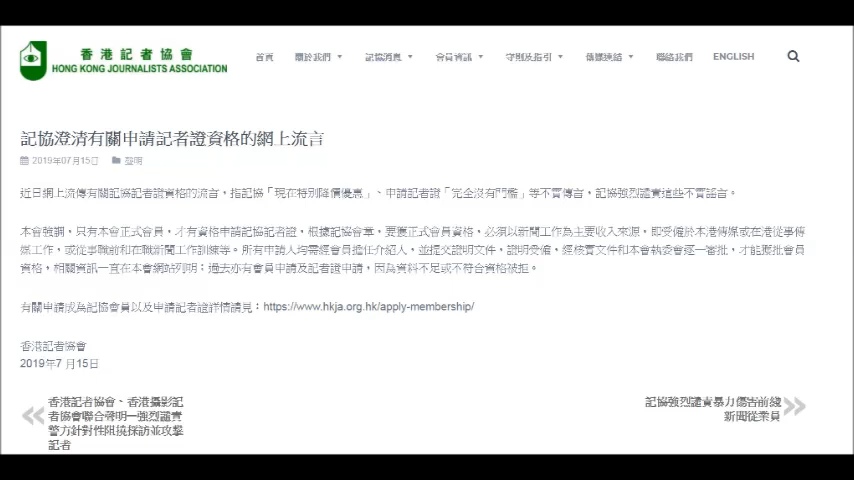 香港記者協會
HONG KONG JOURNALISTS ASSOCIATION
首頁 關於我們 記協消息 會員資訊 守則及指引 傳媒連結 聯絡我們 ENGLISH
記協澄清有關申請記者證資格的網上流言
2019年07月15日 聲明
近日網上流傳有關記協記者證資格的流言，指記協「現在特別降價優惠」、申請記者證「完全沒有門檻」等不實傳言，記協強烈譴責這些不實謠言。
本會強調，只有本會正式會員，才有資格申請記協記者證，根據記協會章，要獲正式會員資格，必須以新聞工作為主要收入來源，即受僱於本港傳媒或在港從事傳
媒工作，或從事職前和在職新聞工作訓練等。所有申請人均需經會員擔任介紹人，並提交證明文件，證明受僱，經核實文件和本會執委會逐一審批，才能獲批會員
資格，相關資訊一直在本會網站列明；過去亦有會員申請及記者證申請，因為資料不足或不符合資格被拒。
有關申請成為記協會員以及申請記者證詳情請見：https://www.hkja.org.hk/apply-membership/
香港記者協會
2019年7 月15日
香港記者協會、香港攝影記
者協會聯合聲明—強烈譴責
警方針對性阻撓採訪並攻擊
記者
記協強烈譴責暴力傷害前線
新聞從業員